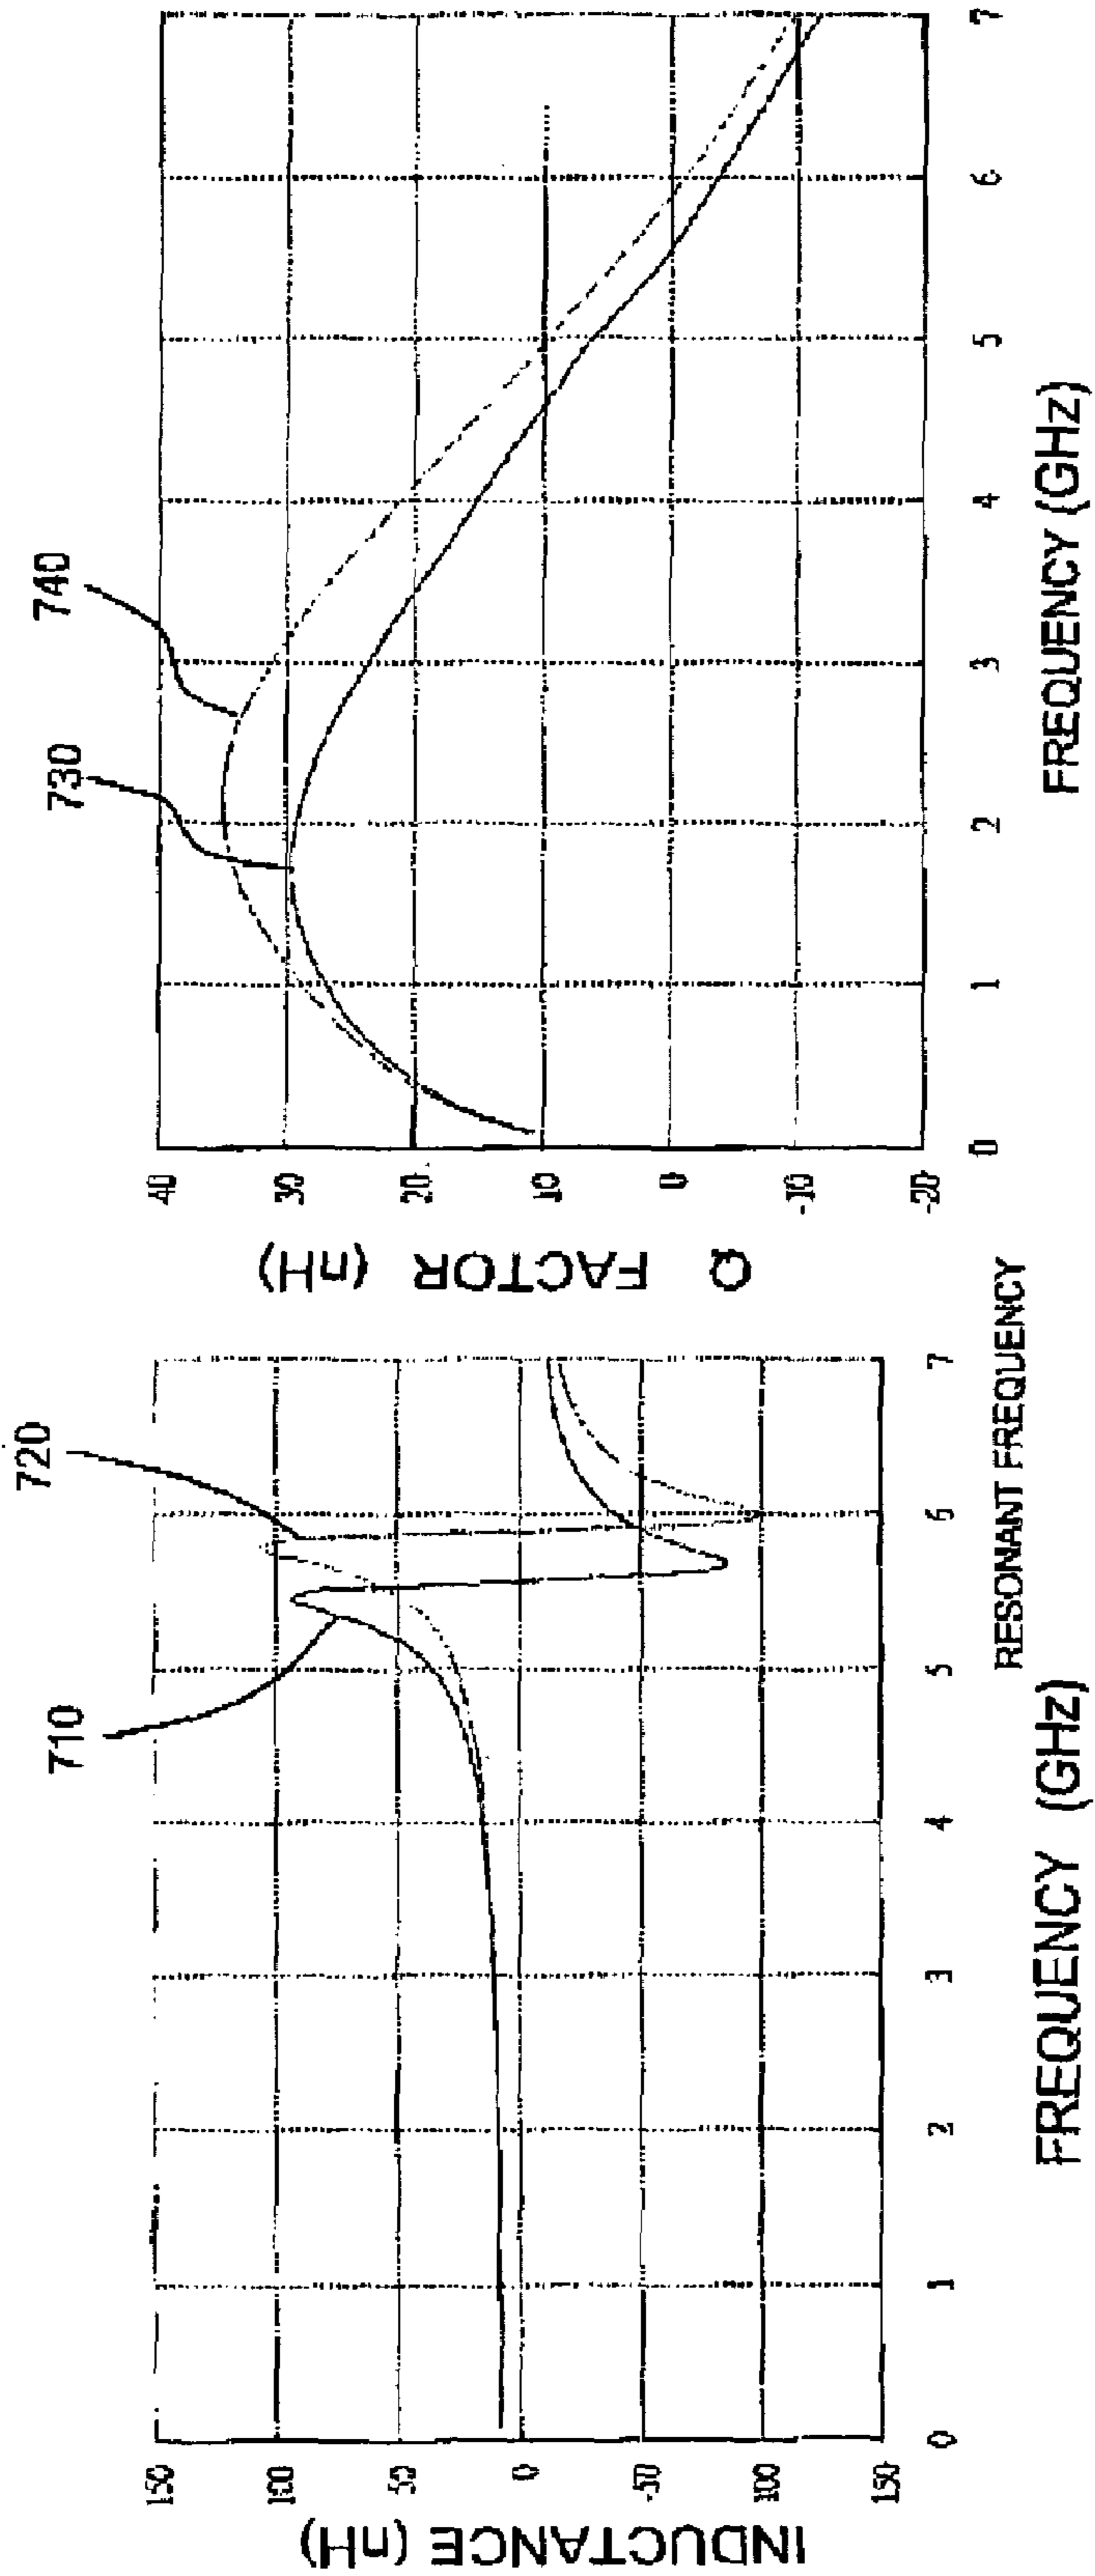 710
720
INDUCTANCE (nH)
150
100
50
0
-50
100
150
0 1 2 3 4 5 6 7
RESONANT FREQUENCY
FREQUENCY (GHz)
730
740
Q FACTOR (nH)
40
30
20
10
0
-10
-20
0 1 2 3 4 5 6 7
FREQUENCY (GHz)